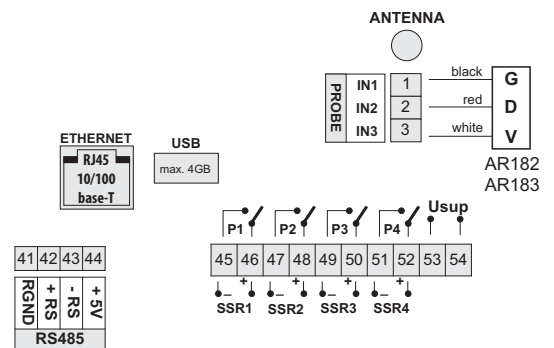 ANTENNA
PROBE
IN1 1 black G
IN2 2 red D
IN3 3 white V
AR182
AR183
ETHERNET
RJ45
10/100
base-T
USB
max. 4GB
P1 P2 P3 P4 Usup
45 46 47 48 49 50 51 52 53 54
– + – + – + – +
SSR1 SSR2 SSR3 SSR4
41 42 43 44
RGND + RS - RS + 5V
RS485